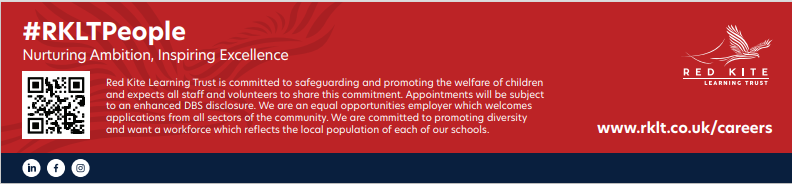 #RKLTPeople
Nurturing Ambition, Inspiring Excellence
Red Kite Learning Trust is committed to safeguarding and promoting the welfare of children
and expects all staff and volunteers to share this commitment. Appointments will be subject
to an enhanced DBS disclosure. We are an equal opportunities employer which welcomes
applications from all sectors of the community. We are committed to promoting diversity
and want a workforce which reflects the local population of each of our schools.
RED KITE
LEARNING TRUST
www.rklt.co.uk/careers
in f